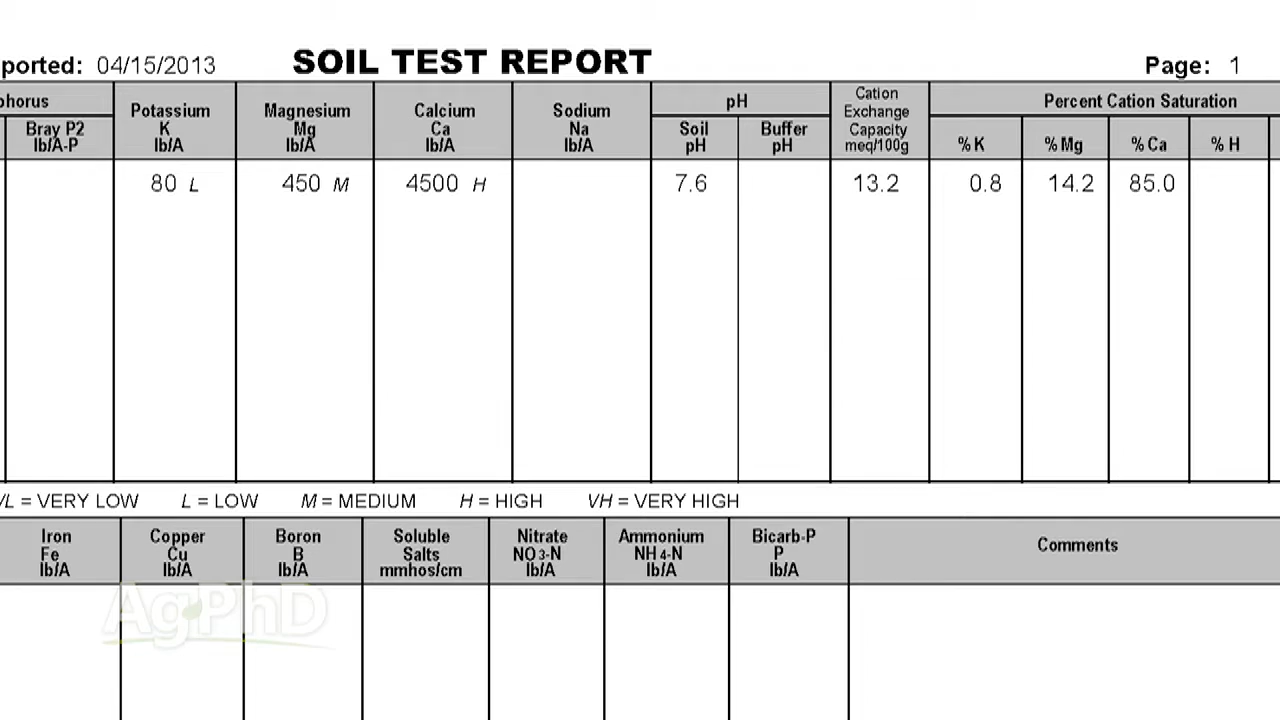 ported: 04/15/2013 SOIL TEST REPORT Page: 1
phorus
Bray P2
lb/A-P
Potassium
K
lb/A
Magnesium
Mg
lb/A
Calcium
Ca
lb/A
Sodium
Na
lb/A
pH
Soil
pH
Buffer
pH
Cation
Exchange
Capacity
meq/100g
Percent Cation Saturation
% K
% Mg
% Ca
% H
80 L 450 M 4500 H 7.6 13.2 0.8 14.2 85.0
VL = VERY LOW L = LOW M = MEDIUM H = HIGH VH = VERY HIGH
Iron
Fe
lb/A
Copper
Cu
lb/A
Boron
B
lb/A
Soluble
Salts
mmhos/cm
Nitrate
NO3-N
lb/A
Ammonium
NH4-N
lb/A
Bicarb-P
P
lb/A
Comments
AgPhD